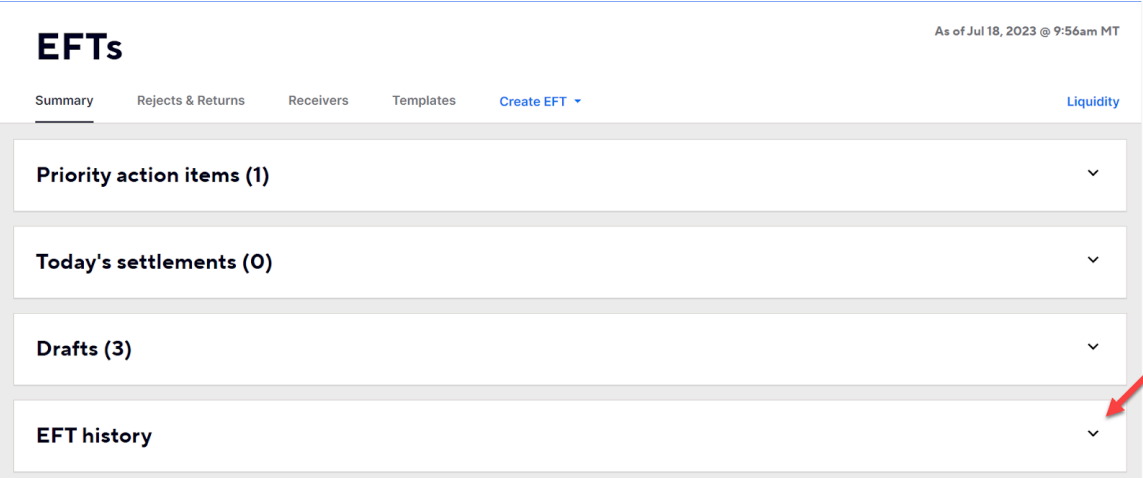 As of Jul 18, 2023 @ 9:56am MT
EFTs
Summary Rejects & Returns Receivers Templates Create EFT Liquidity
Priority action items (1)
Today's settlements (0)
Drafts (3)
EFT history